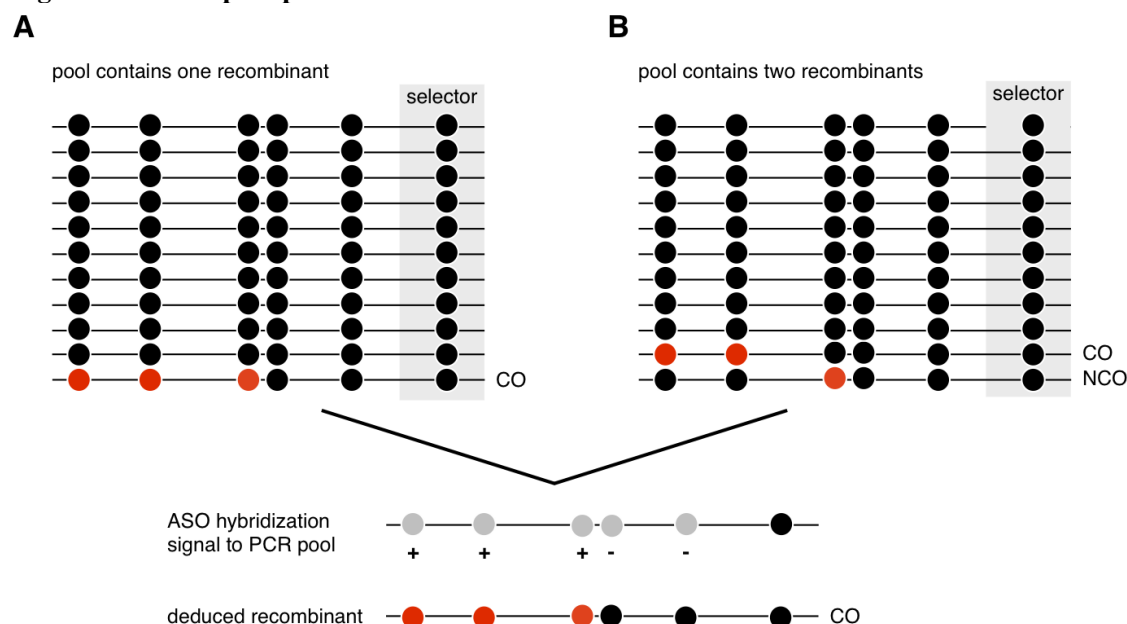 A
B
pool contains one recombinant
pool contains two recombinants
selector
selector
CO
CO
NCO
ASO hybridization
signal to PCR pool
+ + + - -
deduced recombinant
CO